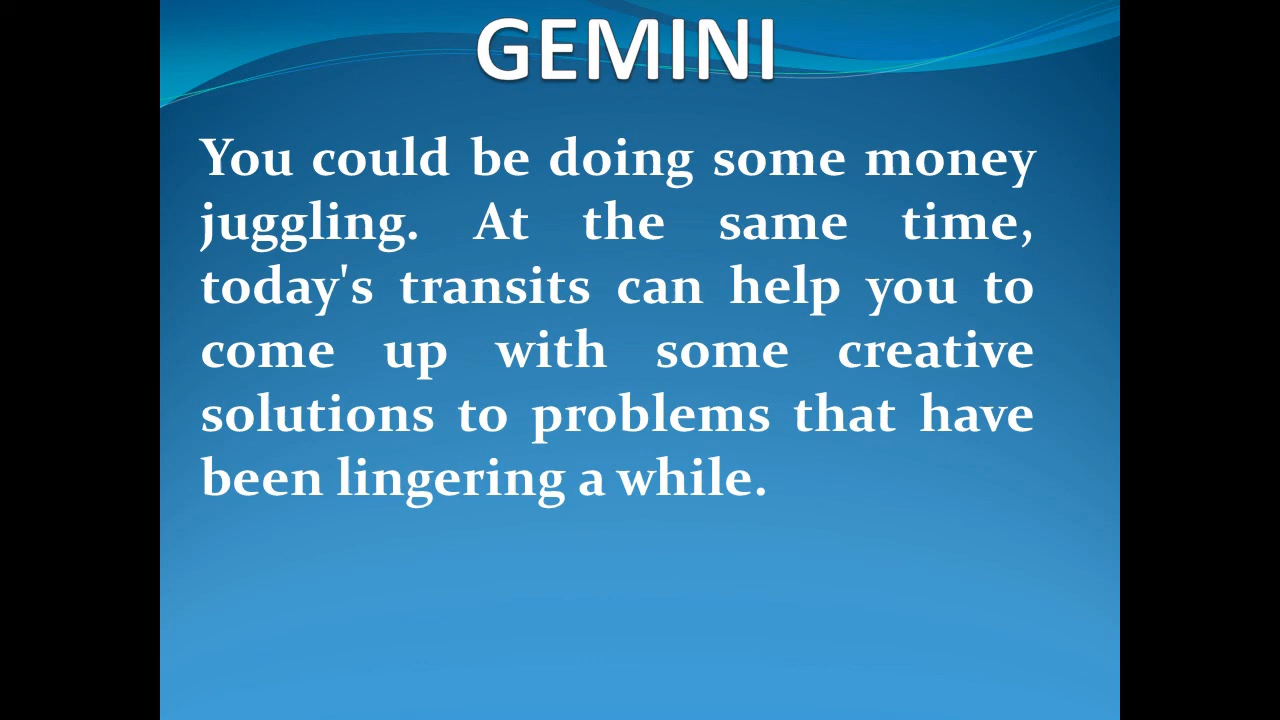 GEMINI
You could be doing some money
juggling. At the same time,
today's transits can help you to
come up with some creative
solutions to problems that have
been lingering a while.